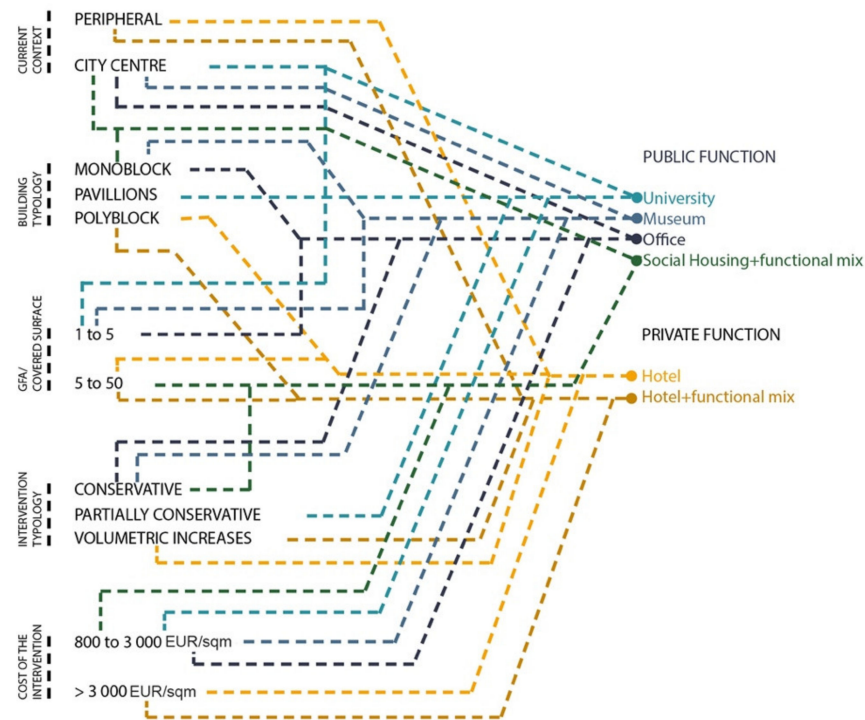 CURRENT
CONTEXT
PERIPHERAL
CITY CENTRE
BUILDING
TYPOLOGY
MONOBLOCK
PAVILLIONS
POLYBLOCK
GFA/
COVERED SURFACE
1 to 5
5 to 50
INTERVENTION
TYPOLOGY
CONSERVATIVE
PARTIALLY CONSERVATIVE
VOLUMETRIC INCREASES
COST OF THE
INTERVENTION
800 to 3 000 EUR/sqm
> 3 000 EUR/sqm
PUBLIC FUNCTION
University
Museum
Office
Social Housing+functional mix
PRIVATE FUNCTION
Hotel
Hotel+functional mix